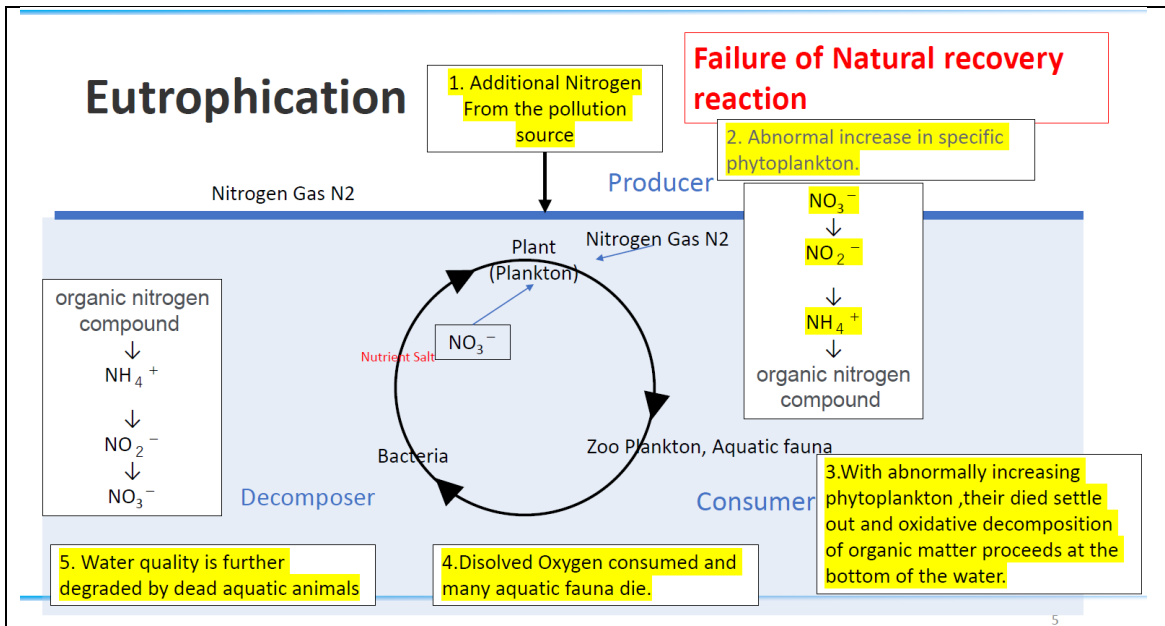 Eutrophication
1. Additional Nitrogen
From the pollution
source
Failure of Natural recovery
reaction
2. Abnormal increase in specific
phytoplankton.
Producer
Nitrogen Gas N2
Nitrogen Gas N2
Plant
(Plankton)
NO₃⁻
↓
NO₂⁻
↓
NH₄⁺
↓
organic nitrogen
compound
organic nitrogen
compound
↓
NH₄⁺
↓
NO₂⁻
↓
NO₃⁻
NO₃⁻
Nutrient Salt
Bacteria
Zoo Plankton, Aquatic fauna
Decomposer
Consumer
3.With abnormally increasing
phytoplankton ,their died settle
out and oxidative decomposition
of organic matter proceeds at the
bottom of the water.
5. Water quality is further
degraded by dead aquatic animals
4.Disolved Oxygen consumed and
many aquatic fauna die.
5